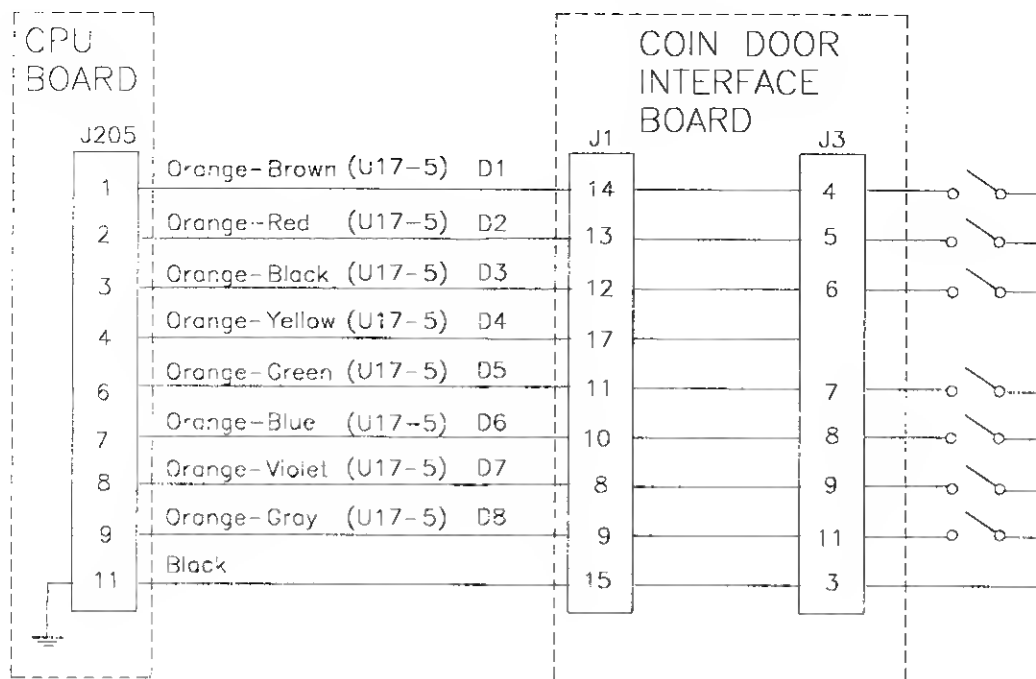 CPU
BOARD
COIN DOOR
INTERFACE
BOARD
J205
J1
J3
1 Orange-Brown (U17-5) D1 14 4
2 Orange-Red (U17-5) D2 13 5
3 Orange-Black (U17-5) D3 12 6
4 Orange-Yellow (U17-5) D4 17
6 Orange-Green (U17-5) D5 11 7
7 Orange-Blue (U17-5) D6 10 8
8 Orange-Violet (U17-5) D7 8 9
9 Orange-Gray (U17-5) D8 9 11
11 Black 15 3